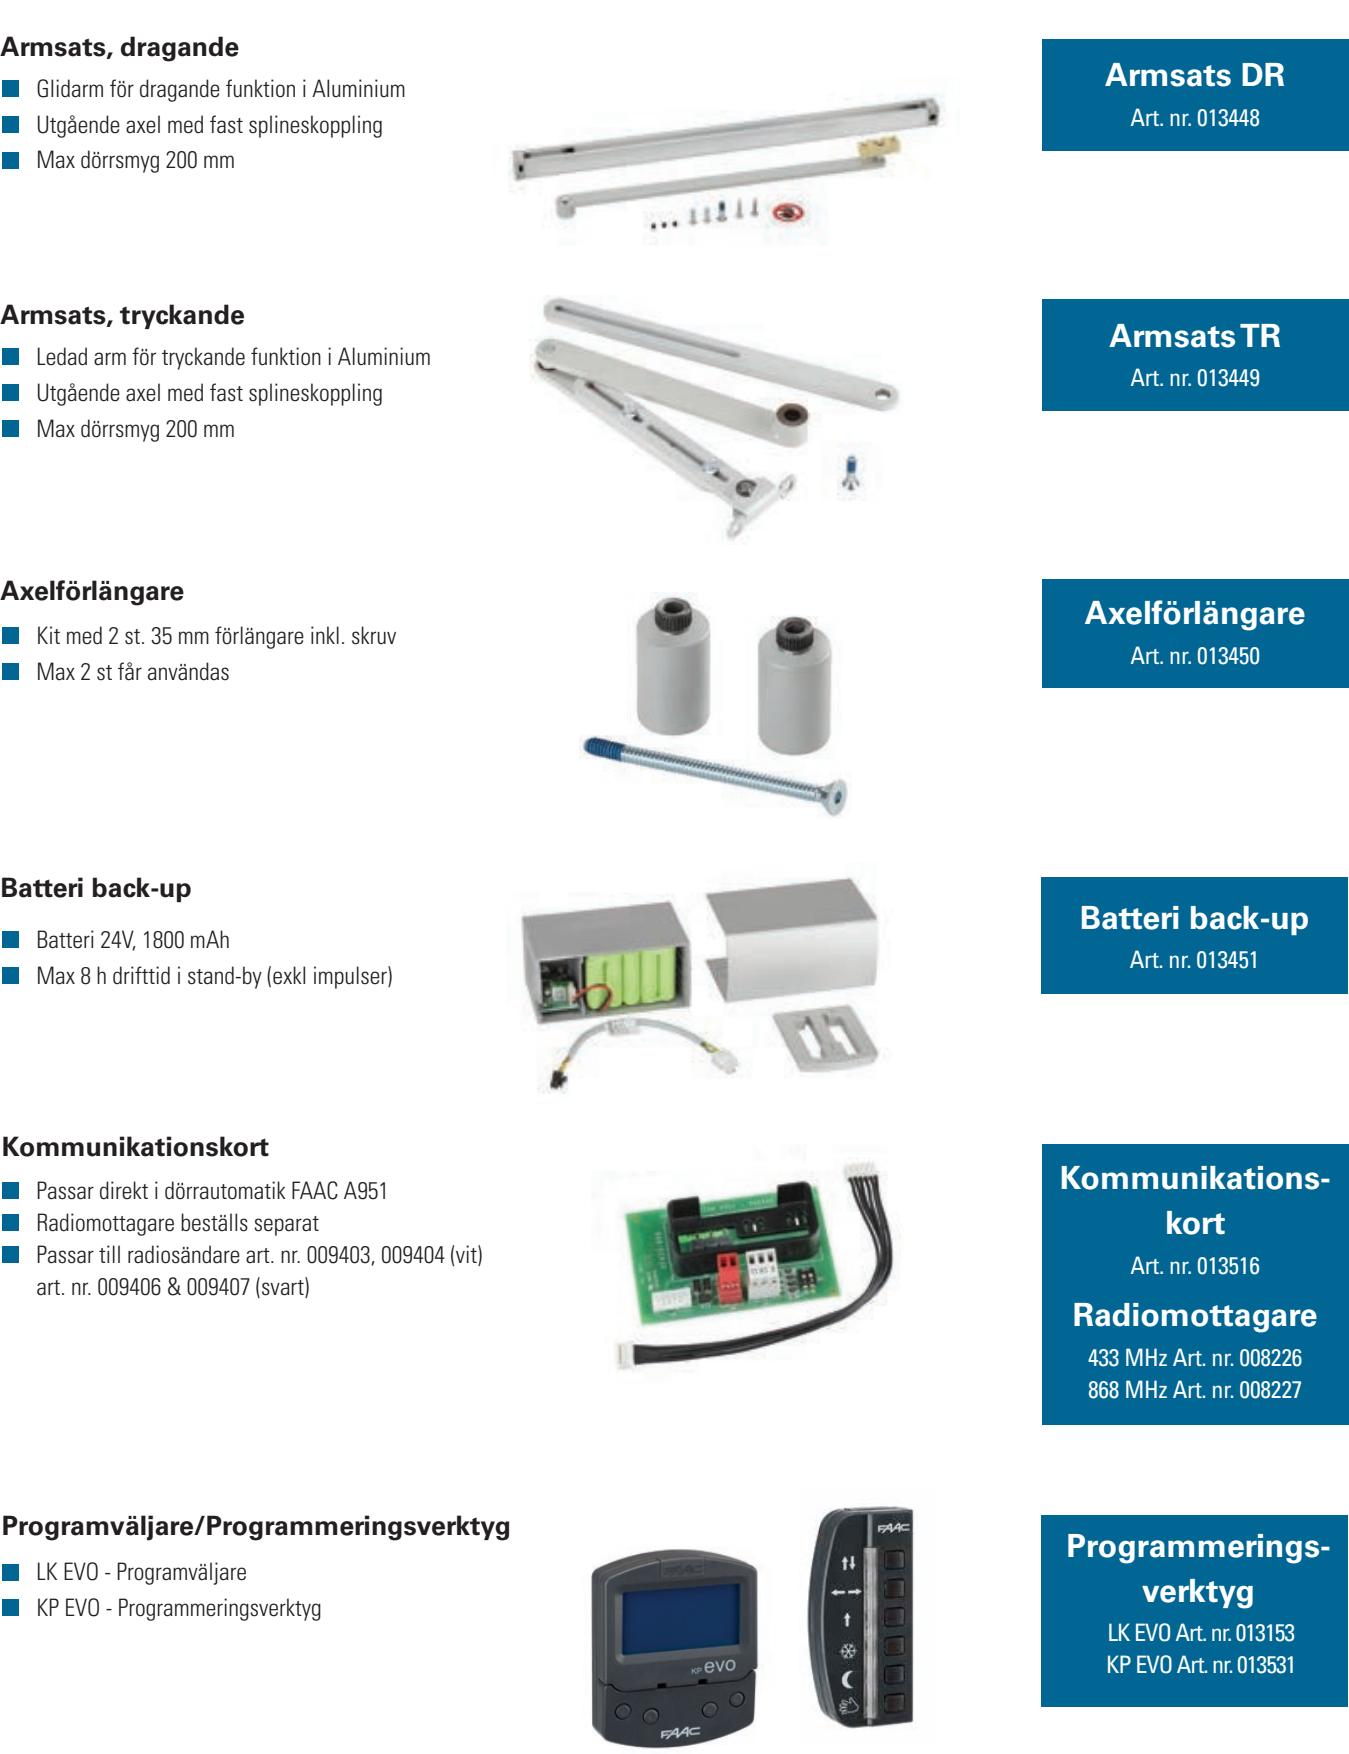 Armsats, dragande
Glidarm för dragande funktion i Aluminium
Utgående axel med fast splineskoppling
Max dörrsmyg 200 mm
Armsats DR
Art. nr. 013448
Armsats, tryckande
Ledad arm för tryckande funktion i Aluminium
Utgående axel med fast splineskoppling
Max dörrsmyg 200 mm
Armsats TR
Art. nr. 013449
Axelförlängare
Kit med 2 st. 35 mm förlängare inkl. skruv
Max 2 st får användas
Axelförlängare
Art. nr. 013450
Batteri back-up
Batteri 24V, 1800 mAh
Max 8 h drifttid i stand-by (exkl impulser)
Batteri back-up
Art. nr. 013451
Kommunikationskort
Passar direkt i dörrautomatik FAAC A951
Radiomottagare beställs separat
Passar till radiosändare art. nr. 009403, 009404 (vit)
art. nr. 009406 & 009407 (svart)
Kommunikations-
kort
Art. nr. 013516
Radiomottagare
433 MHz Art. nr. 008226
868 MHz Art. nr. 008227
Programväljare/Programmeringsverktyg
LK EVO - Programväljare
KP EVO - Programmeringsverktyg
FAAC
KP evo
FAAC
FAAC
Programmerings-
verktyg
LK EVO Art. nr. 013153
KP EVO Art. nr. 013531